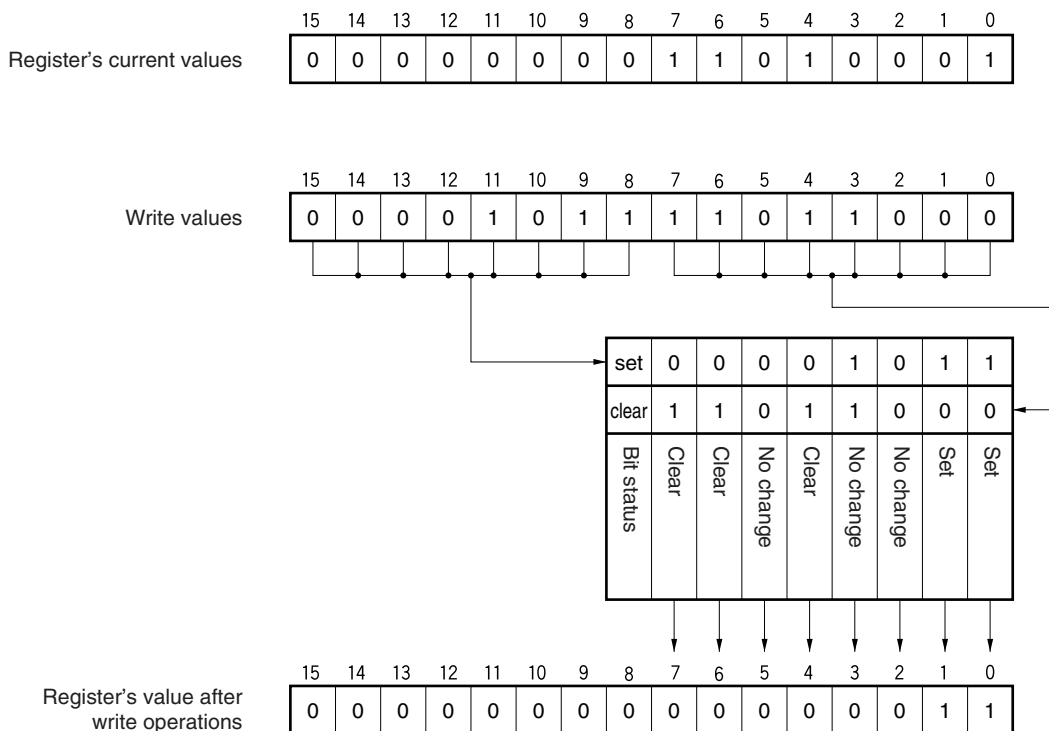 15 14 13 12 11 10 9 8 7 6 5 4 3 2 1 0
Register's current values 0 0 0 0 0 0 0 0 1 1 0 1 0 0 0 1
15 14 13 12 11 10 9 8 7 6 5 4 3 2 1 0
Write values 0 0 0 0 1 0 1 1 1 1 0 1 1 0 0 0
set 0 0 0 0 1 0 1 1
clear 1 1 0 1 1 0 0 0
Bit status Clear Clear No change Clear No change No change Set Set
15 14 13 12 11 10 9 8 7 6 5 4 3 2 1 0
Register's value after
write operations 0 0 0 0 0 0 0 0 0 0 0 0 0 0 1 1